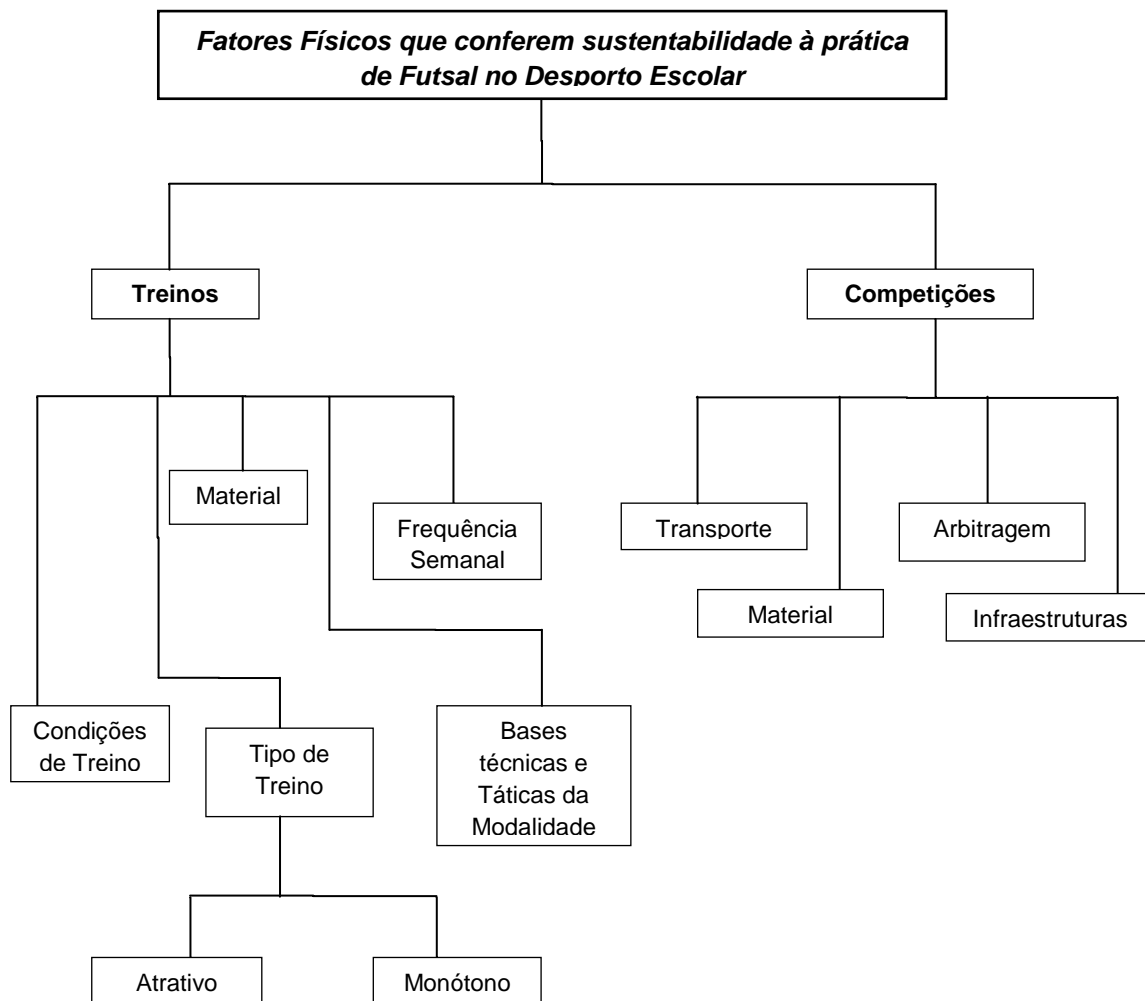 Fatores Físicos que conferem sustentabilidade à prática
de Futsal no Desporto Escolar
Treinos
Competições
Material
Frequência
Semanal
Transporte
Arbitragem
Material
Infraestruturas
Condições
de Treino
Tipo de
Treino
Bases
técnicas e
Táticas da
Modalidade
Atrativo
Monótono